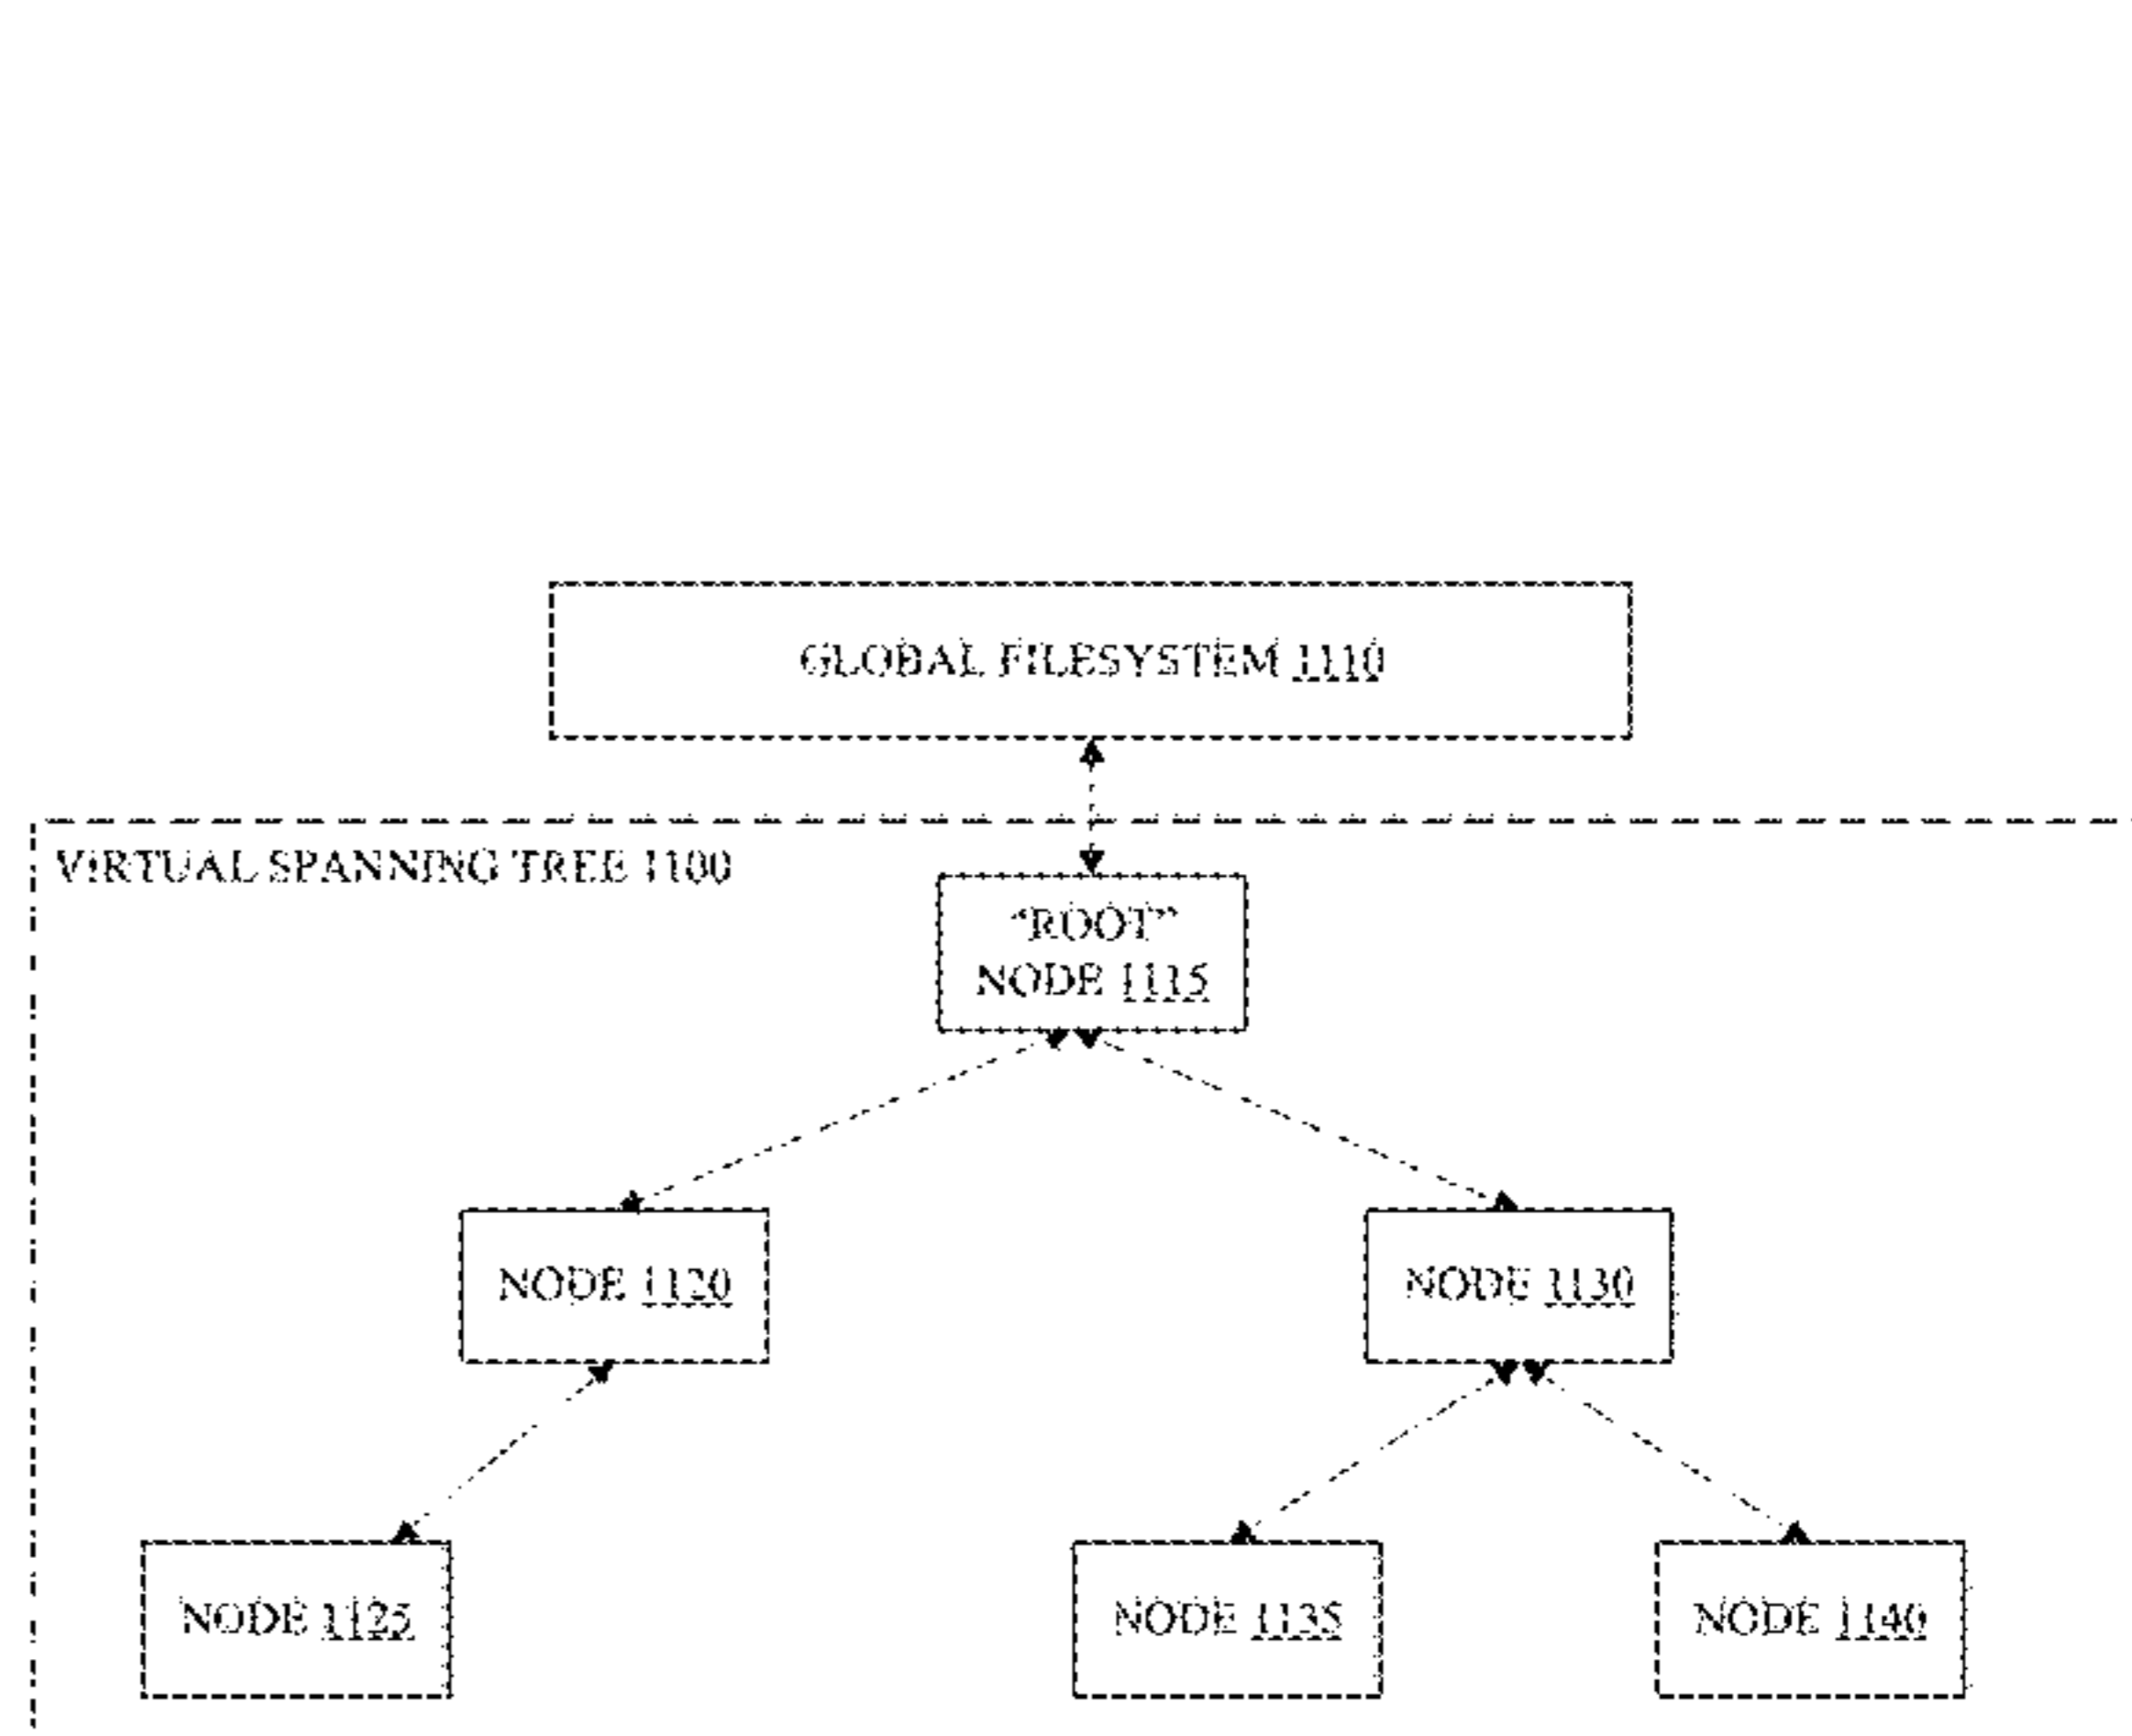 GLOBAL FILESYSTEM 1110
VIRTUAL SPANNING TREE 1100
“ROOT”
NODE 1115
NODE 1120
NODE 1130
NODE 1125
NODE 1135
NODE 1140